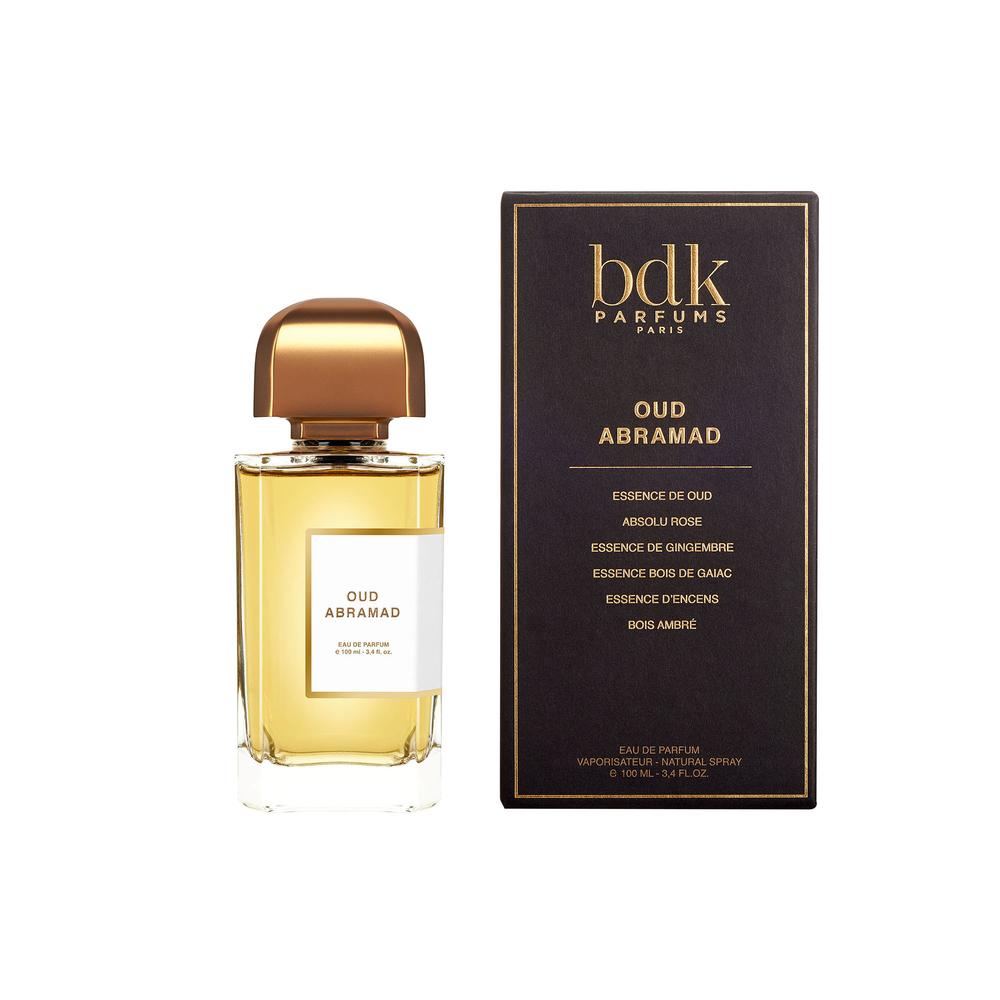 OUD
ABRAMAD
EAU DE PARFUM
℮ 100 ml - 3,4 fl. oz.
bdk
PARFUMS
PARIS
OUD
ABRAMAD
ESSENCE DE OUD
ABSOLU ROSE
ESSENCE DE GINGEMBRE
ESSENCE BOIS DE GAIAC
ESSENCE D'ENCENS
BOIS AMBRÉ
EAU DE PARFUM
VAPORISATEUR - NATURAL SPRAY
℮ 100 ML - 3,4 FL.OZ.